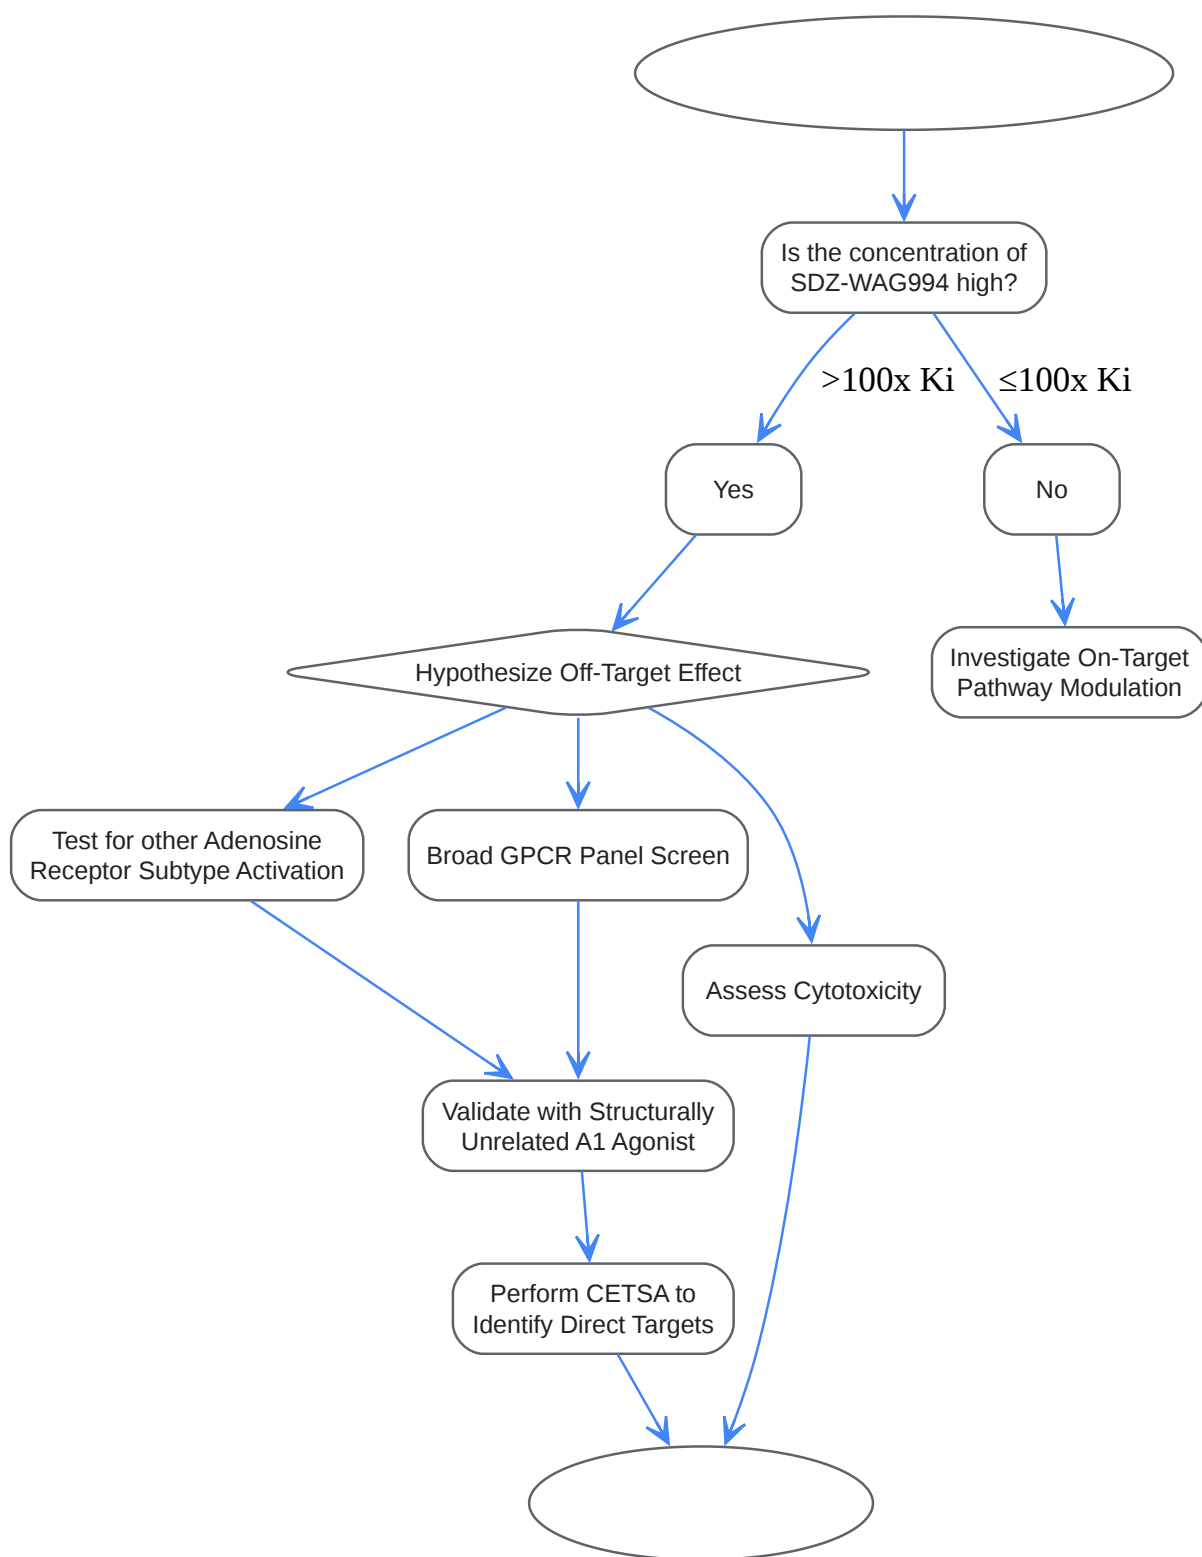 Is the concentration of
SDZ-WAG994 high?
>100x Ki
≤100x Ki
Yes
No
Hypothesize Off-Target Effect
Investigate On-Target
Pathway Modulation
Test for other Adenosine
Receptor Subtype Activation
Broad GPCR Panel Screen
Assess Cytotoxicity
Validate with Structurally
Unrelated A1 Agonist
Perform CETSA to
Identify Direct Targets